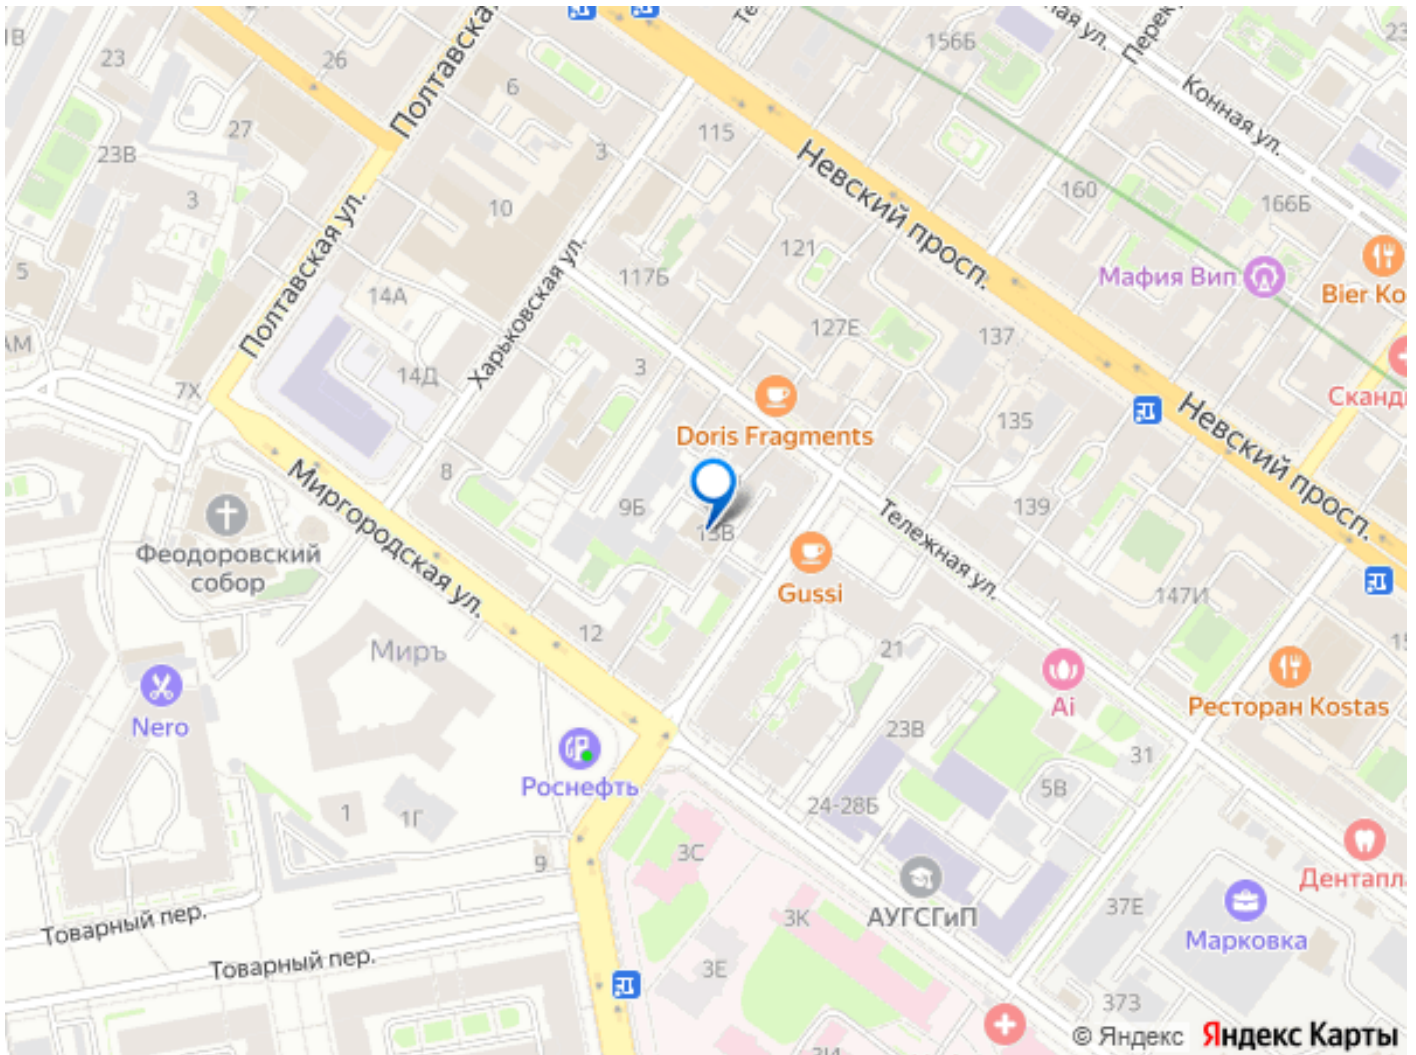 Полтавская
156Б
Конная ул.
23
26
6
115
Невский просп.
27
23В
3
3
160
10
166Б
Полтавская ул.
Харьковская ул.
121
5
117Б
Мафия Вип
14А
Bier Ko
127Е
137
3
14Д
7Х
135
Невский просп.
Doris Fragments
8
9Б
139
Миргородская ул.
Тележная ул.
13В
Феодоровский
собор
Gussi
147И
12
21
Миръ
Ai
Ресторан Kostas
Nero
23В
31
Роснефть
5В
24-28Б
1
1Г
3С
9
Дентапл
37Е
3К
АУГСГиП
Товарный пер.
Марковка
Товарный пер.
3Е
373
© Яндекс Яндекс Карты